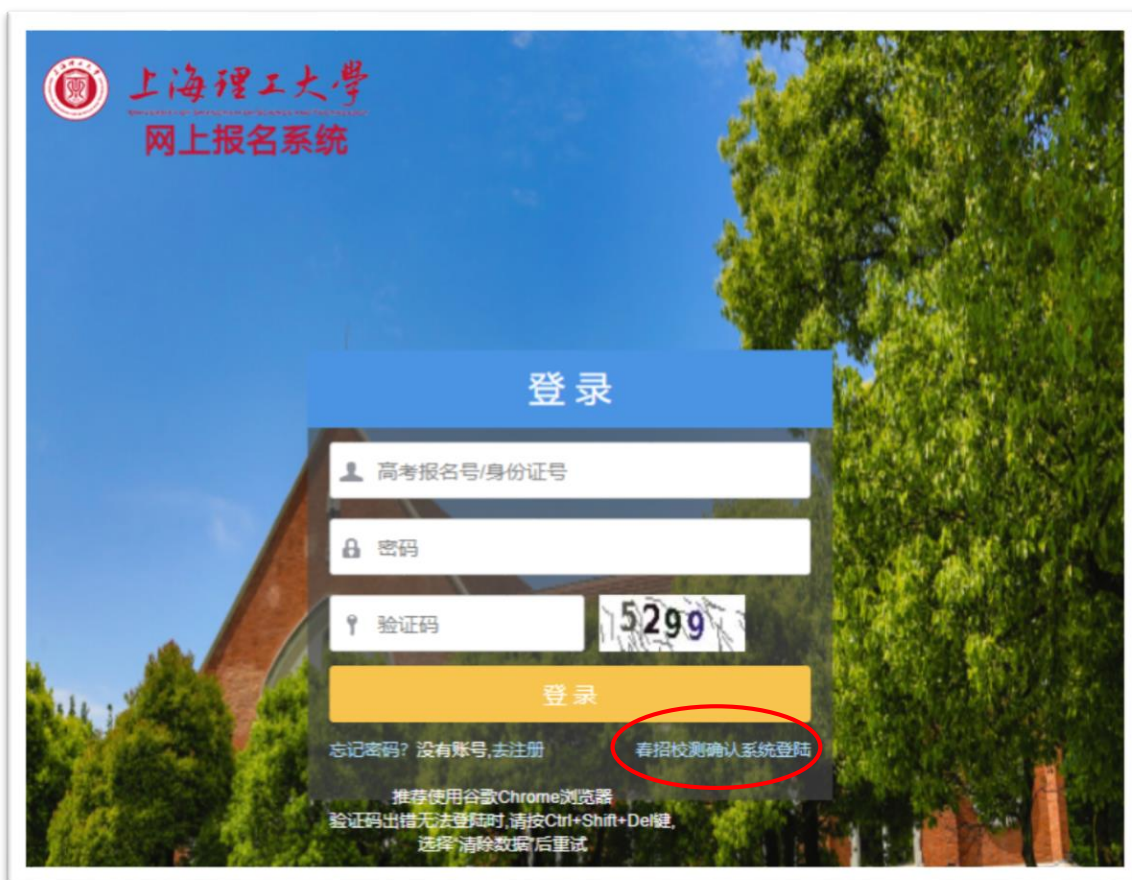 上海理工大學
网上报名系统
登录
高考报名号/身份证号
密码
验证码 5299
登录
忘记密码? 没有账号,去注册 春招校测确认系统登陆
推荐使用谷歌Chrome浏览器
验证码出错无法登陆时,请按Ctrl+Shift+Del键,
选择“清除数据”后重试